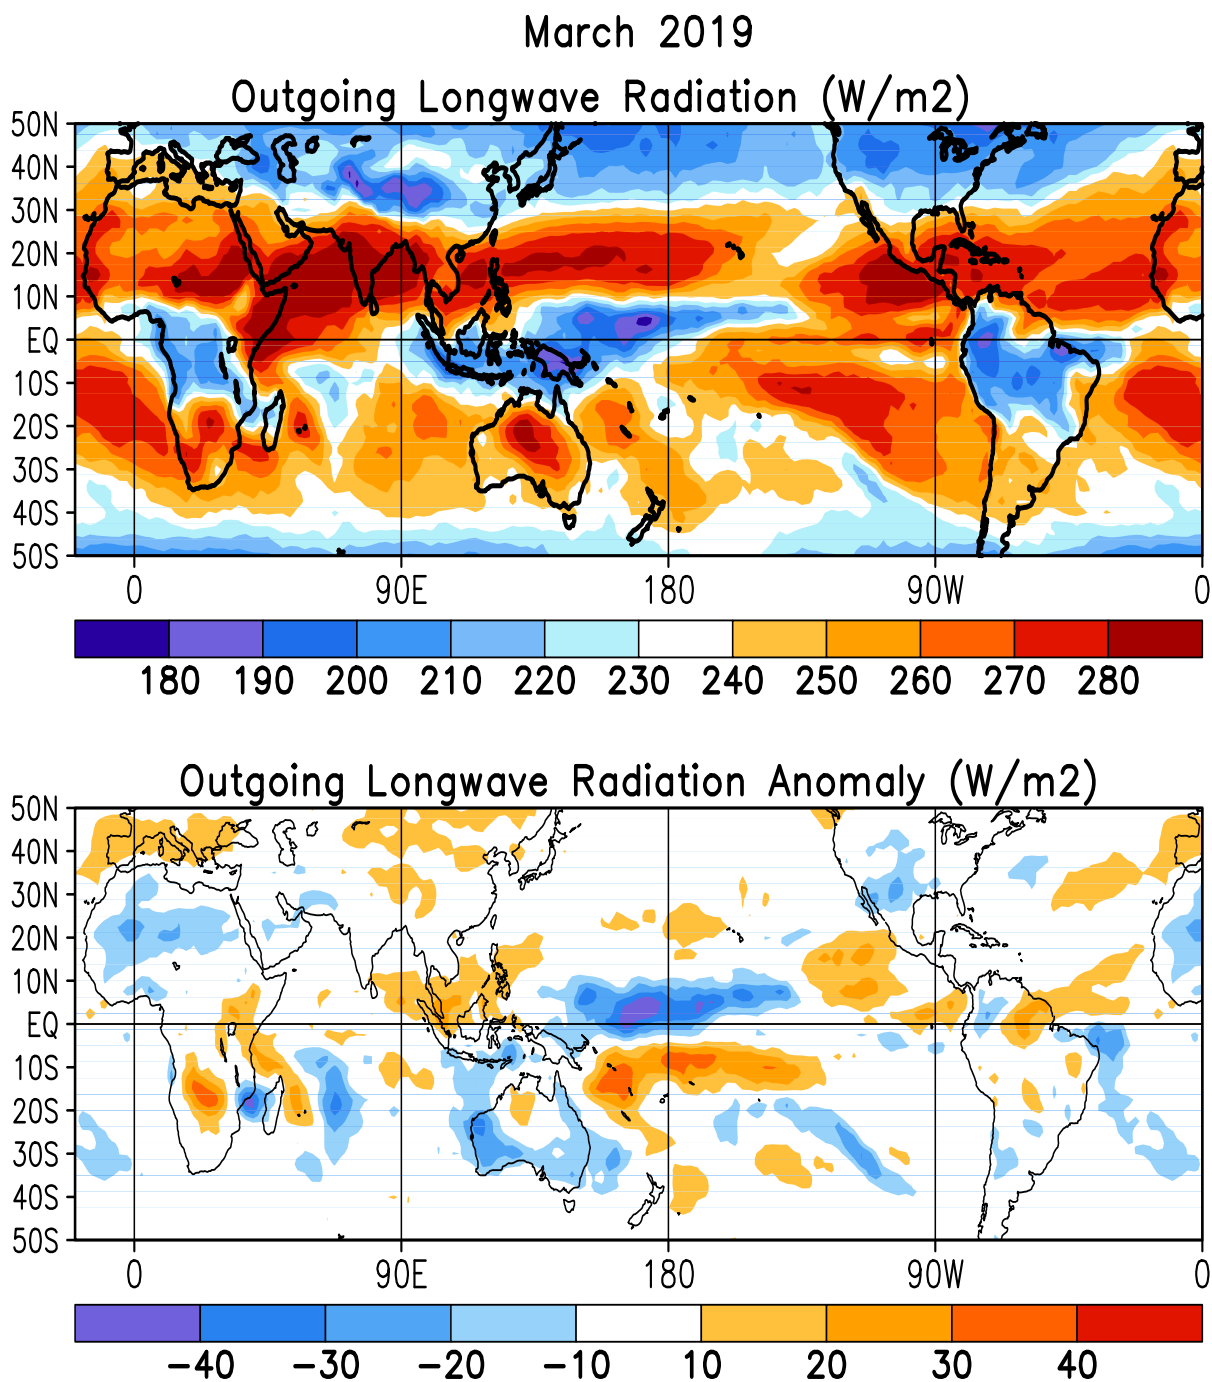 March 2019
Outgoing Longwave Radiation (W/m2)
50N
40N
30N
20N
10N
EQ
10S
20S
30S
40S
50S
0 90E 180 90W 0
180 190 200 210 220 230 240 250 260 270 280
Outgoing Longwave Radiation Anomaly (W/m2)
50N
40N
30N
20N
10N
EQ
10S
20S
30S
40S
50S
0 90E 180 90W 0
-40 -30 -20 -10 10 20 30 40